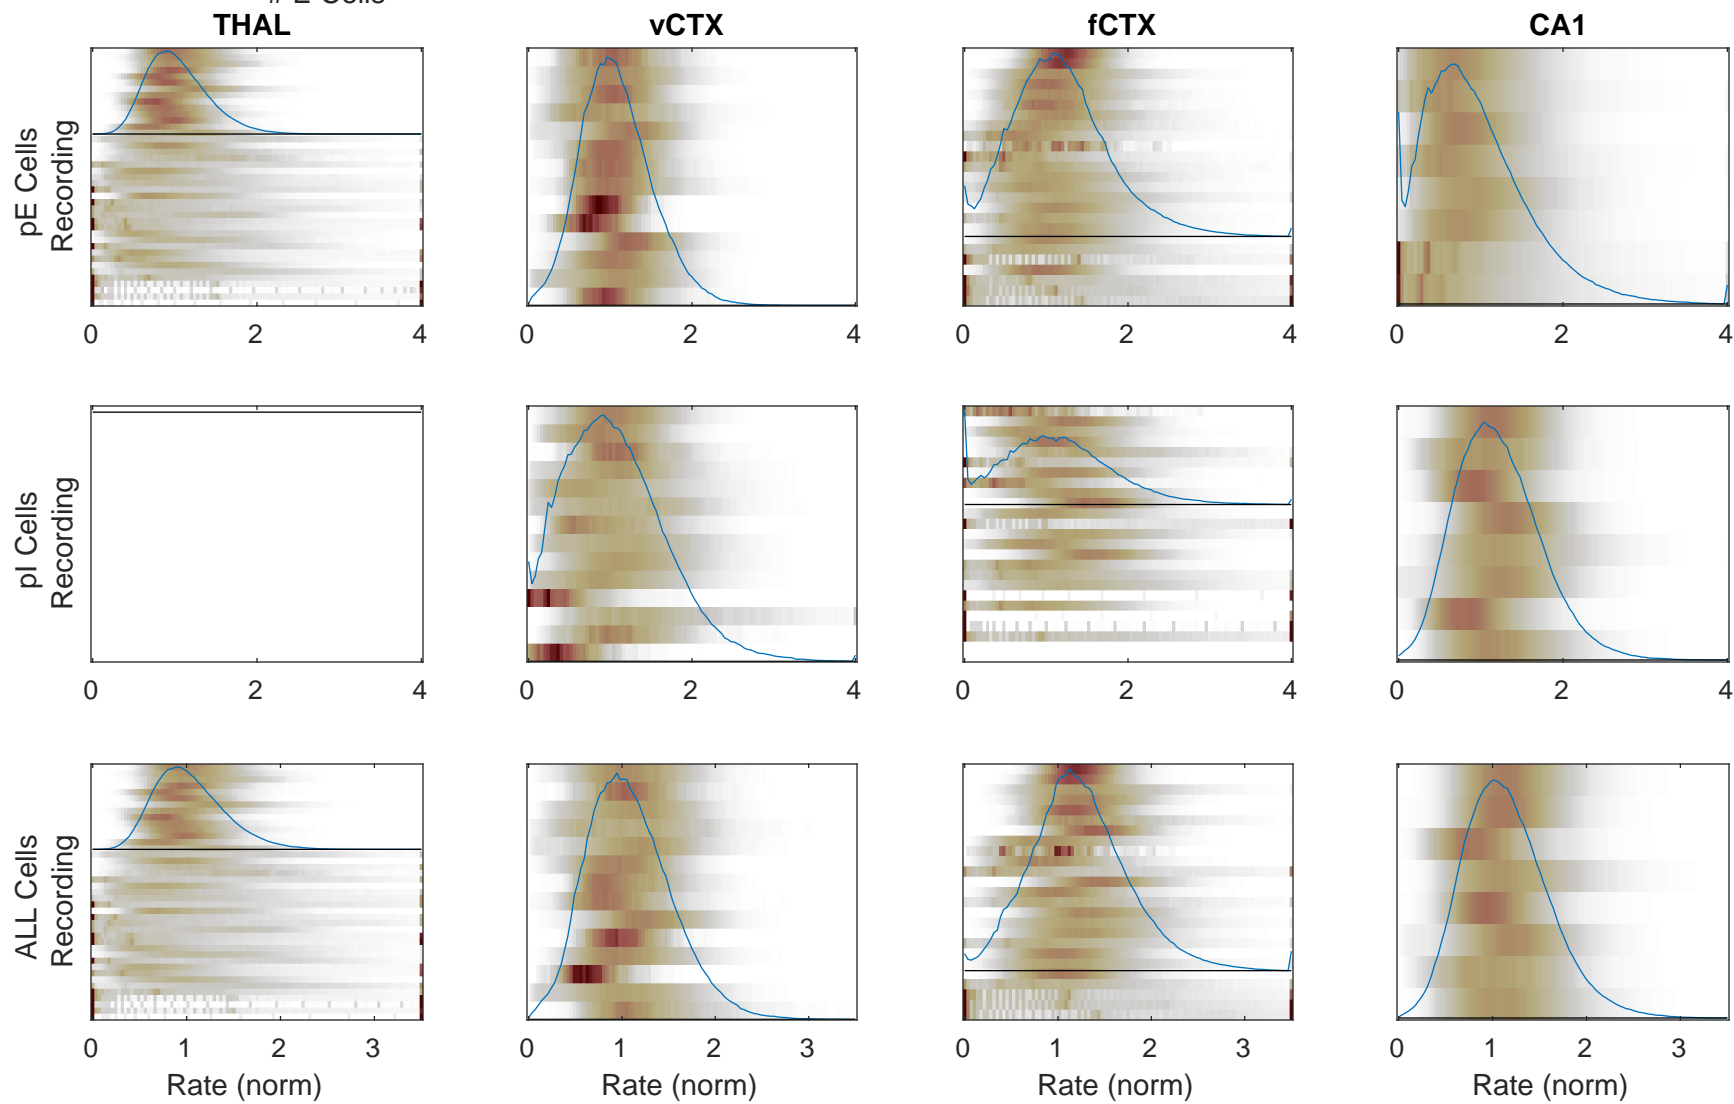 # E Cells
THAL vCTX fCTX CA1
pE Cells
Recording
0 2 4 0 2 4 0 2 4 0 2 4
pI Cells
Recording
0 2 4 0 2 4 0 2 4 0 2 4
ALL Cells
Recording
0 1 2 3 0 1 2 3 0 1 2 3 0 1 2 3
Rate (norm) Rate (norm) Rate (norm) Rate (norm)